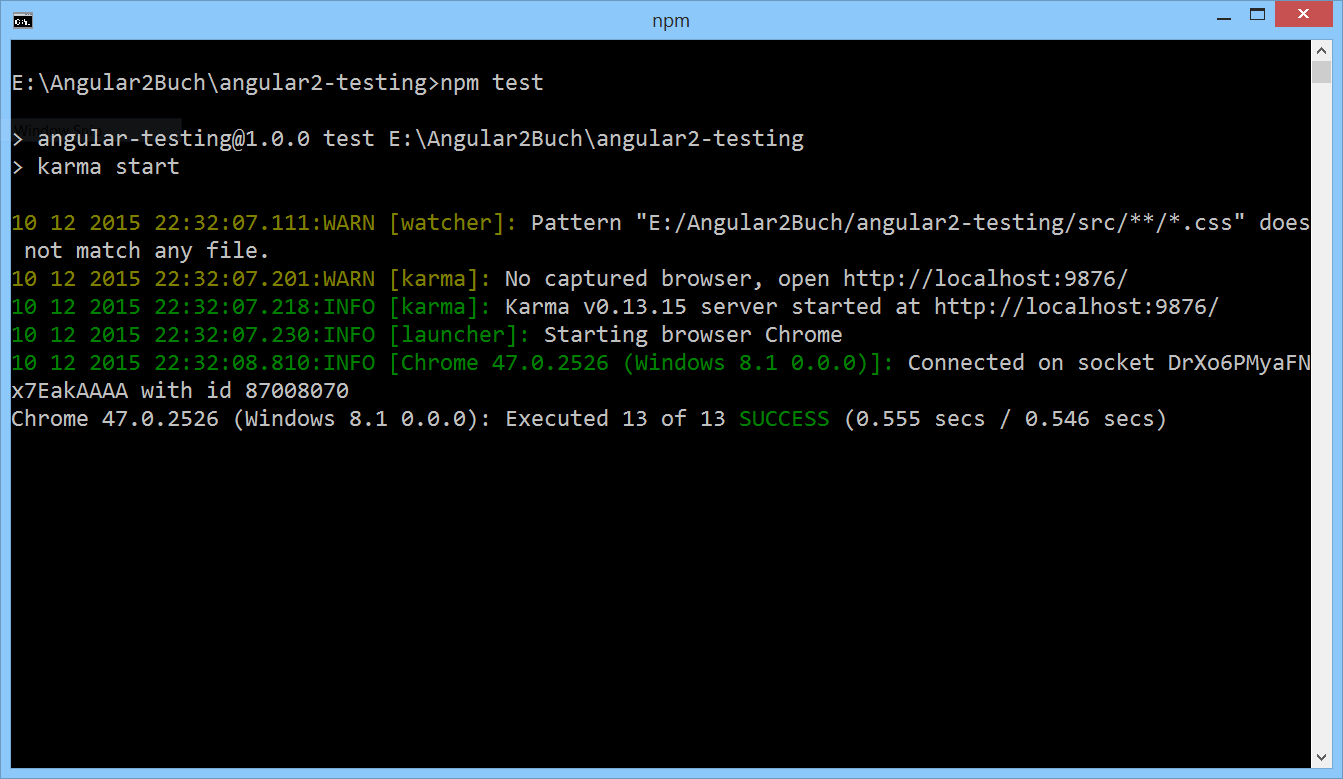 npm
E:\Angular2Buch\angular2-testing>npm test
> angular-testing@1.0.0 test E:\Angular2Buch\angular2-testing
> karma start
10 12 2015 22:32:07.111:WARN [watcher]: Pattern "E:/Angular2Buch/angular2-testing/src/**/*.css" does
not match any file.
10 12 2015 22:32:07.201:WARN [karma]: No captured browser, open http://localhost:9876/
10 12 2015 22:32:07.218:INFO [karma]: Karma v0.13.15 server started at http://localhost:9876/
10 12 2015 22:32:07.230:INFO [launcher]: Starting browser Chrome
10 12 2015 22:32:08.810:INFO [Chrome 47.0.2526 (Windows 8.1 0.0.0)]: Connected on socket DrXo6PMyaFN
x7EakAAAA with id 87008070
Chrome 47.0.2526 (Windows 8.1 0.0.0): Executed 13 of 13 SUCCESS (0.555 secs / 0.546 secs)